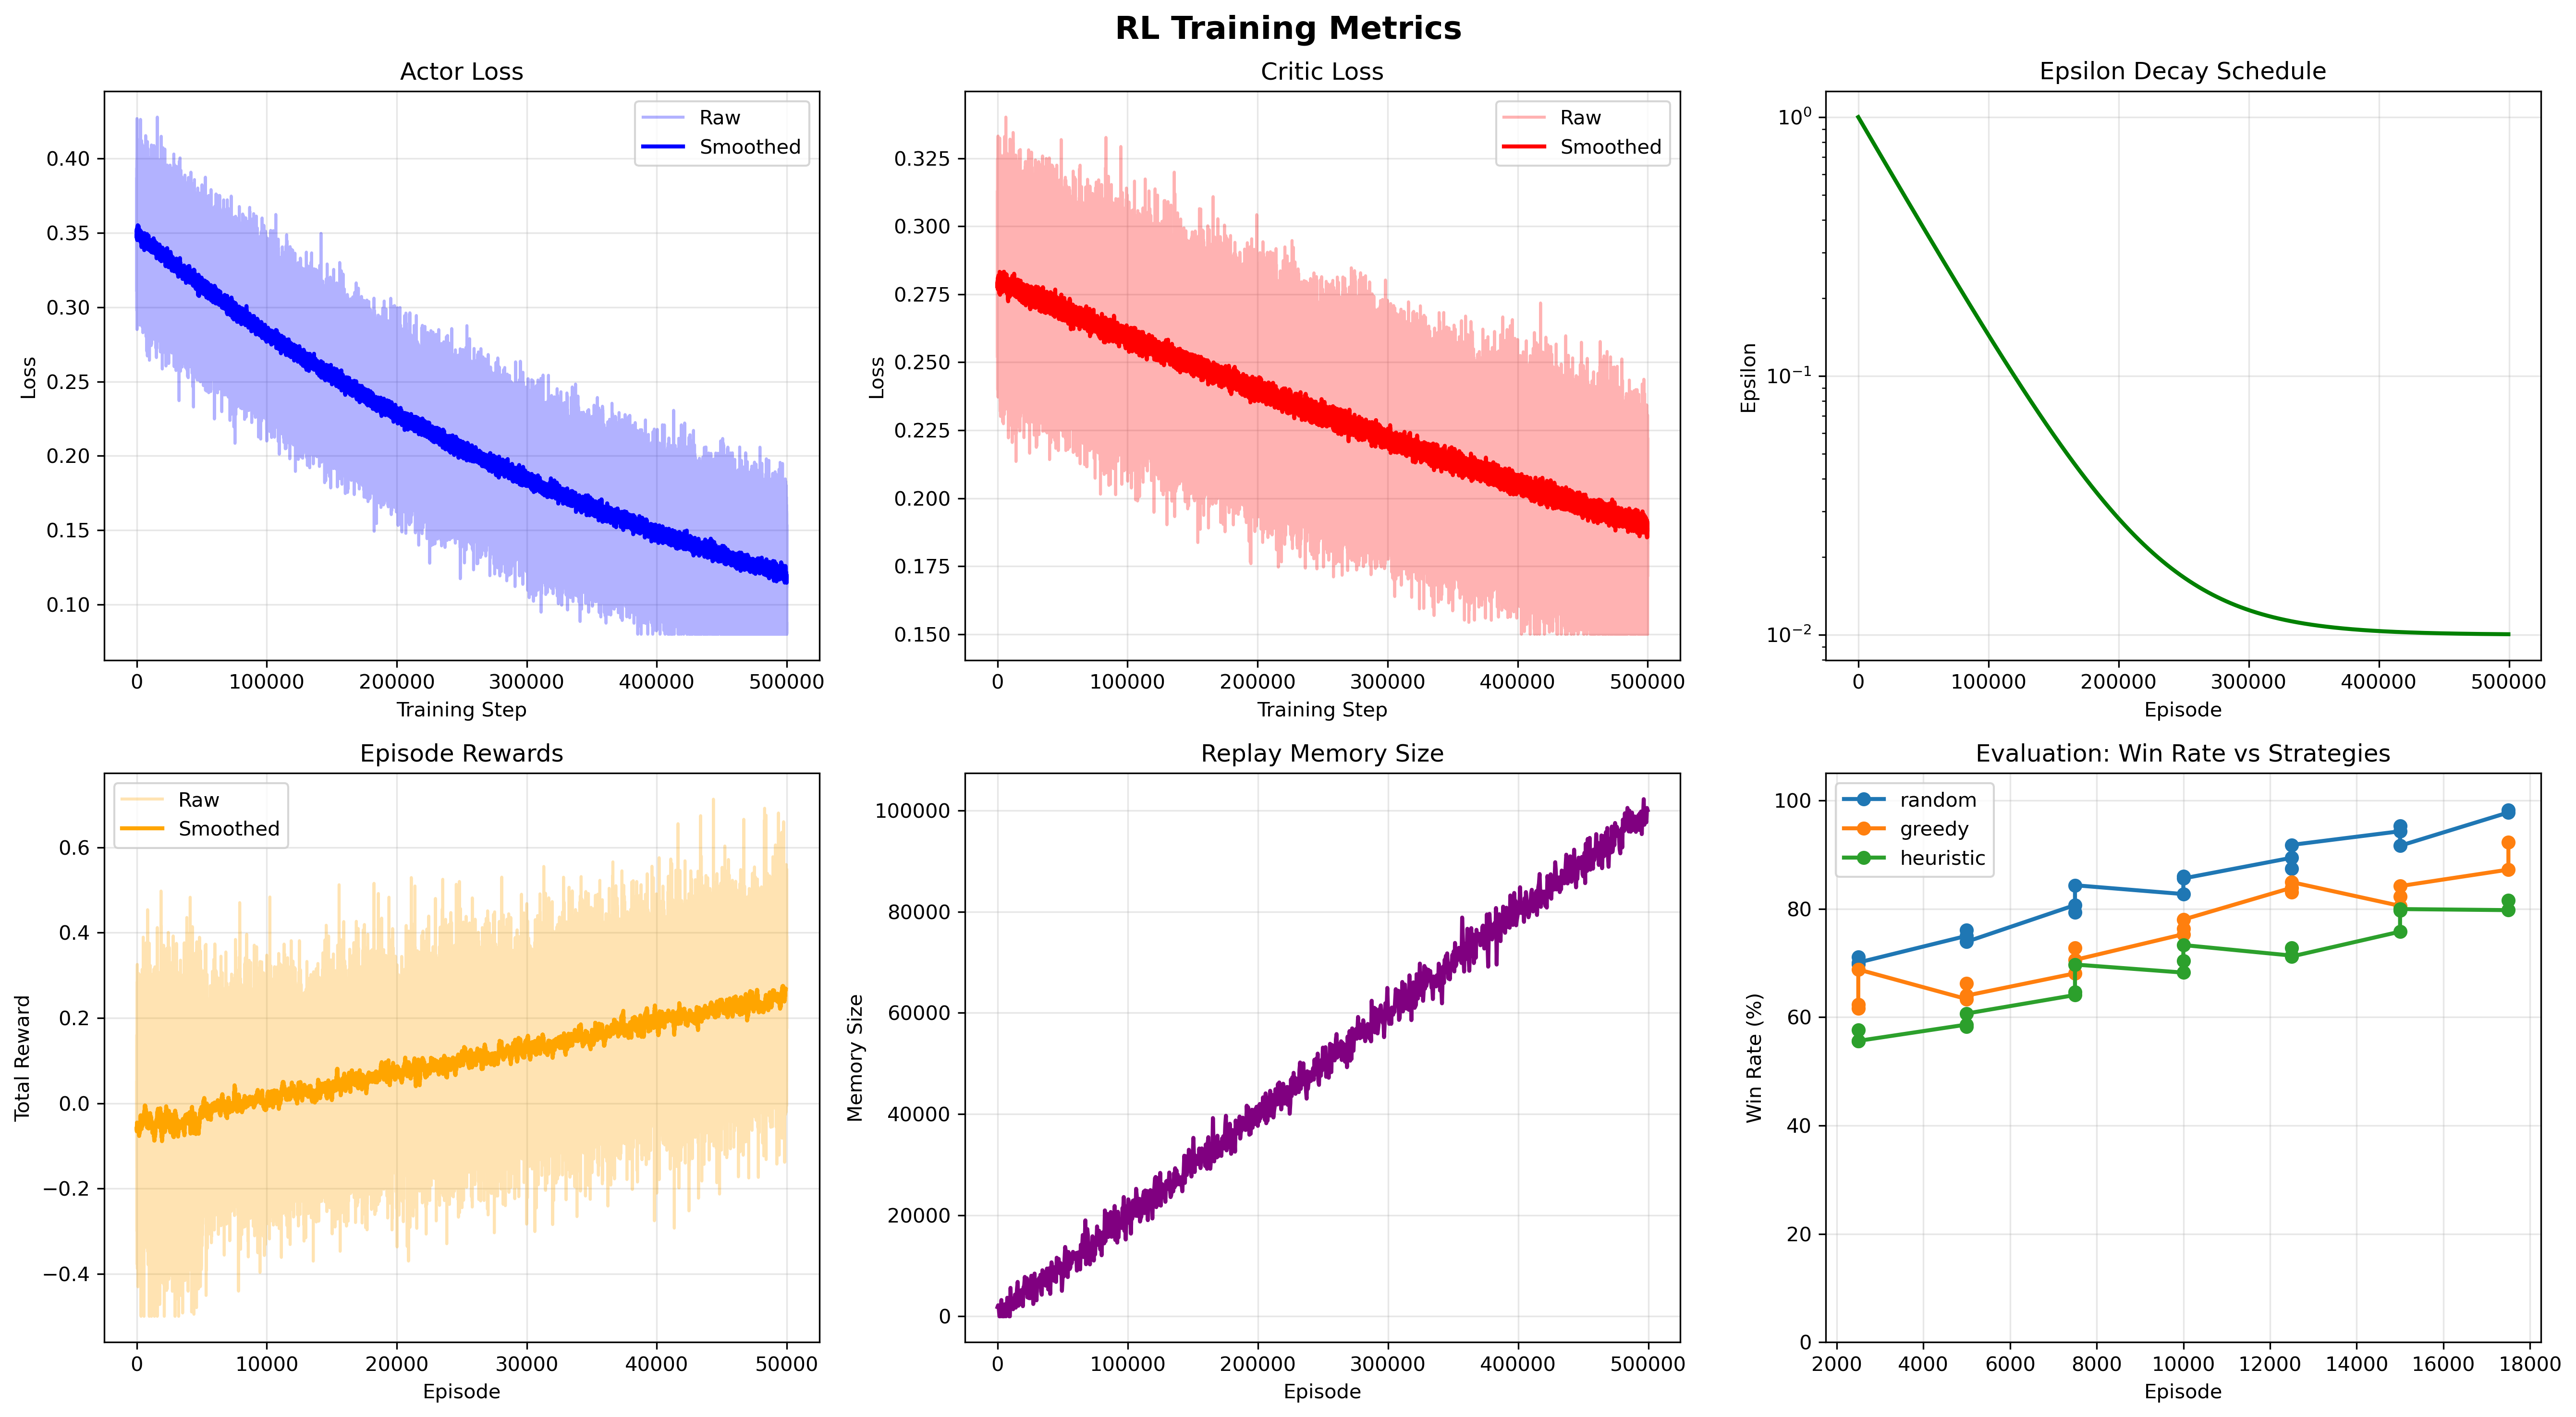 RL Training Metrics
Actor Loss
Loss
0.40
0.35
0.30
0.25
0.20
0.15
0.10
Raw
Smoothed
0 100000 200000 300000 400000 500000
Training Step
Critic Loss
Loss
0.325
0.300
0.275
0.250
0.225
0.200
0.175
0.150
Raw
Smoothed
0 100000 200000 300000 400000 500000
Training Step
Epsilon Decay Schedule
Epsilon
10⁰
10⁻¹
10⁻²
0 100000 200000 300000 400000 500000
Episode
Episode Rewards
Total Reward
0.6
0.4
0.2
0.0
−0.2
−0.4
Raw
Smoothed
0 10000 20000 30000 40000 50000
Episode
Replay Memory Size
Memory Size
100000
80000
60000
40000
20000
0
0 100000 200000 300000 400000 500000
Episode
Evaluation: Win Rate vs Strategies
Win Rate (%)
100
80
60
40
20
0
random
greedy
heuristic
2000 4000 6000 8000 10000 12000 14000 16000 18000
Episode